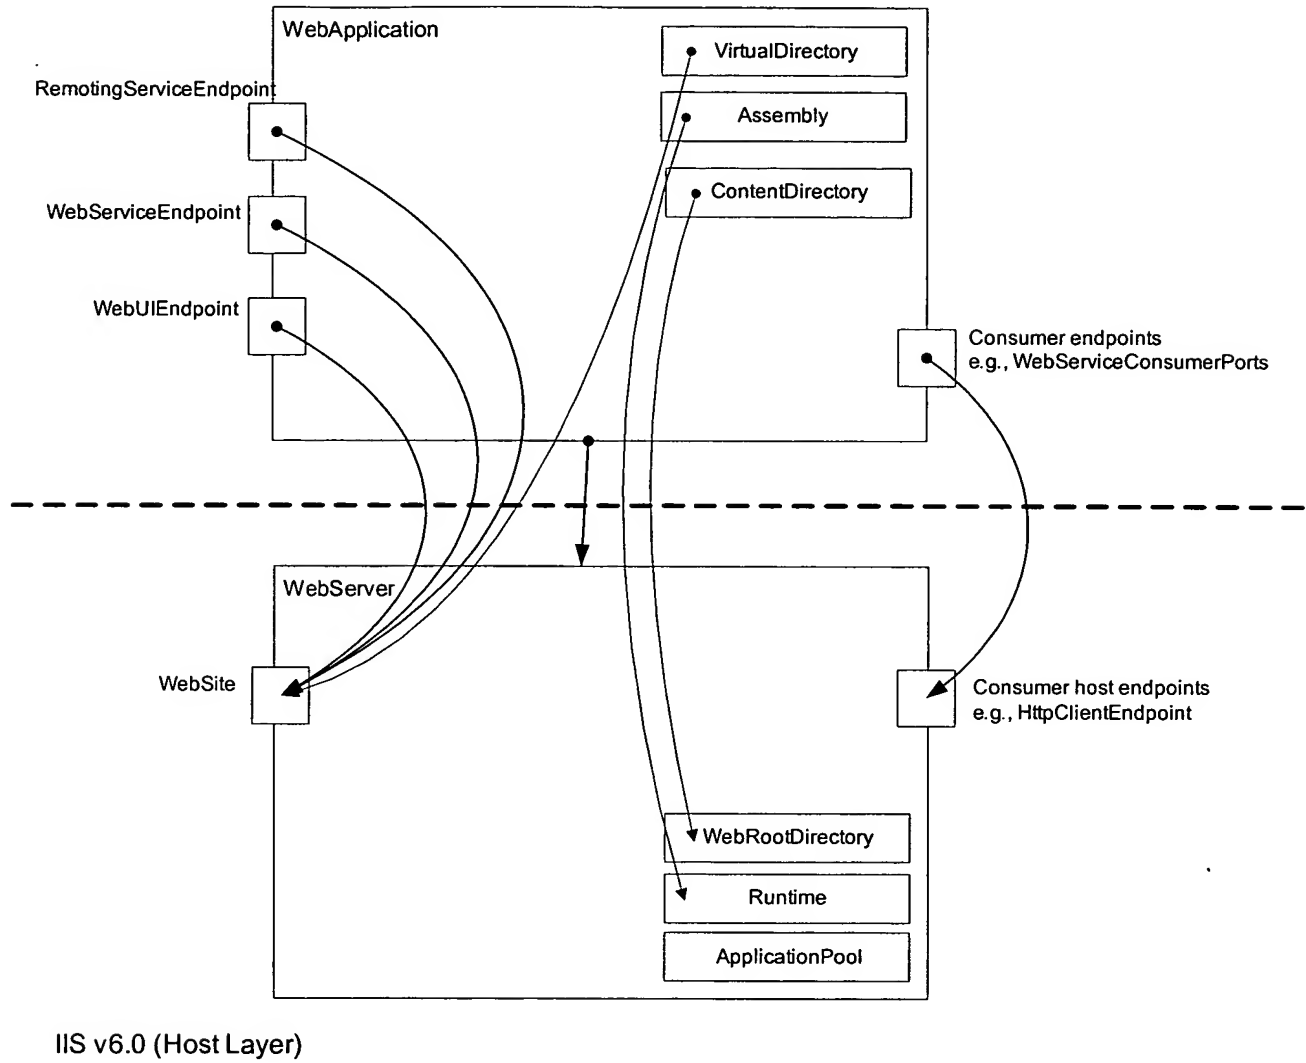 WebApplication
VirtualDirectory
RemotingServiceEndpoint
Assembly
WebServiceEndpoint
ContentDirectory
WebUIEndpoint
Consumer endpoints
e.g., WebServiceConsumerPorts
WebServer
WebSite
Consumer host endpoints
e.g., HttpClientEndpoint
WebRootDirectory
Runtime
ApplicationPool
IIS v6.0 (Host Layer)